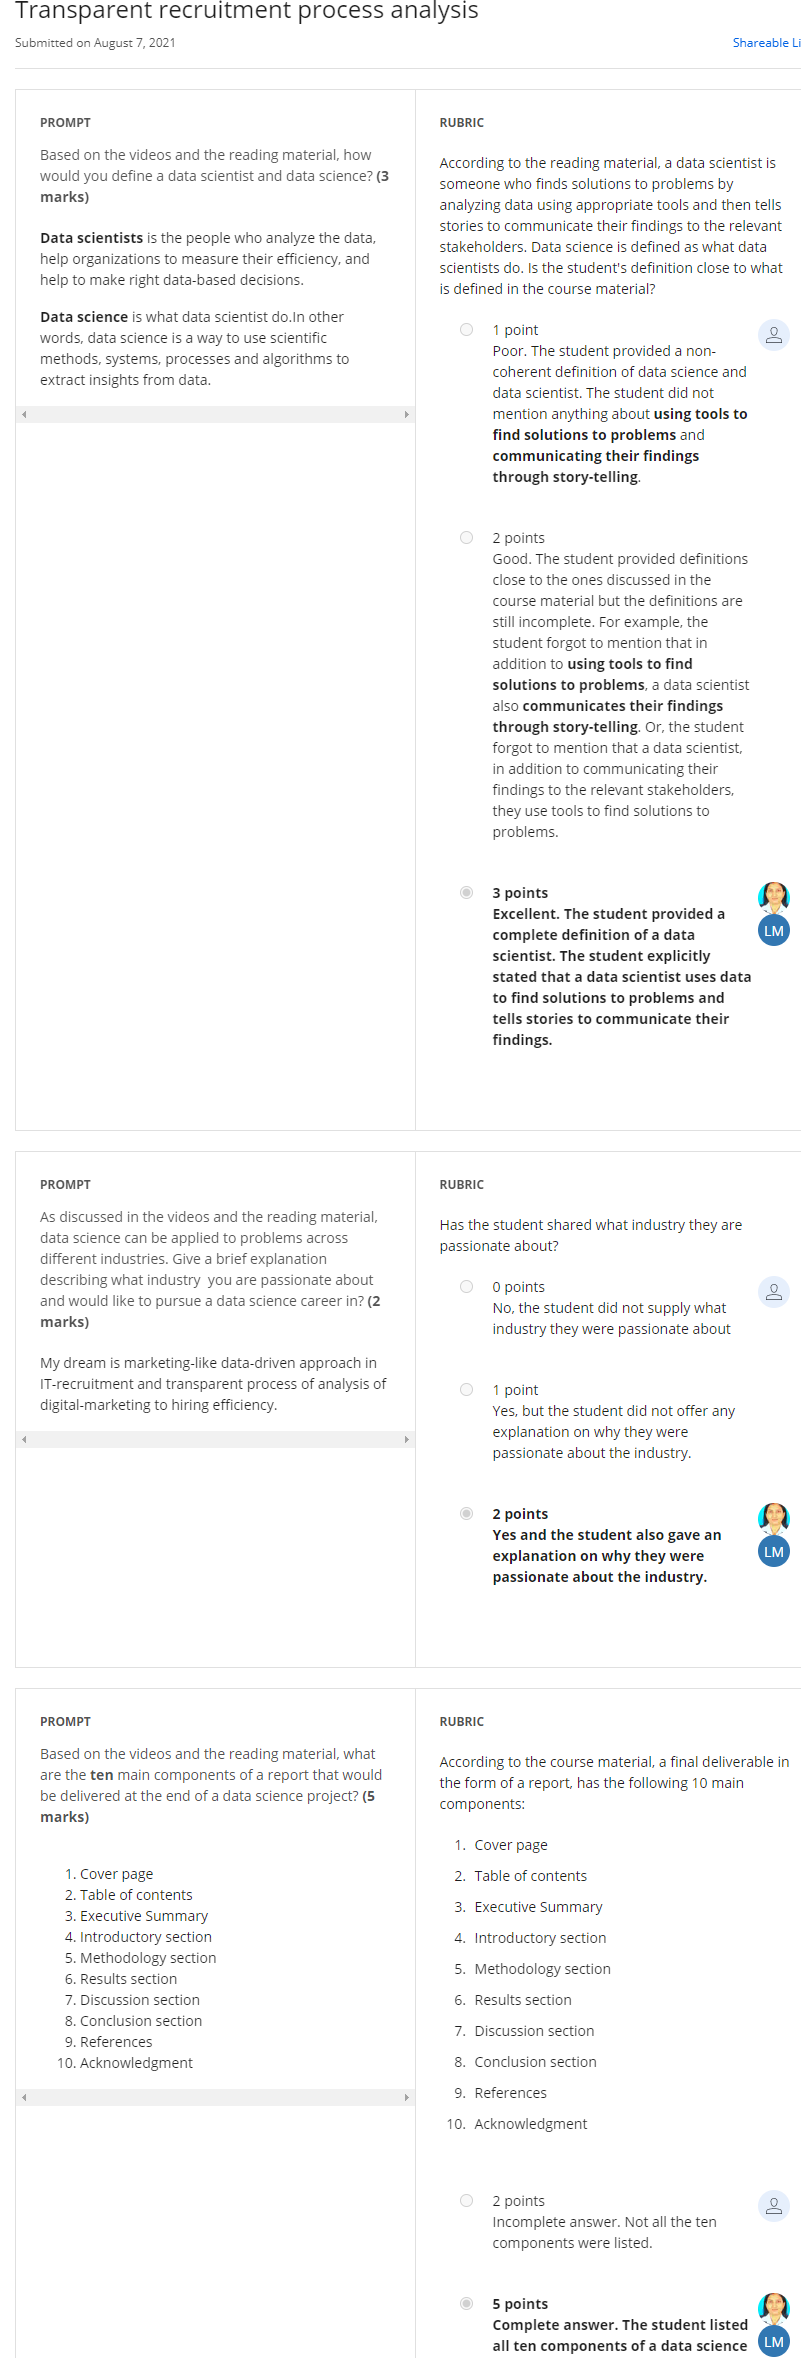 Transparent recruitment process analysis
Submitted on August 7, 2021
Shareable Li
PROMPT
Based on the videos and the reading material, how
would you define a data scientist and data science? (3
marks)
Data scientists is the people who analyze the data,
help organizations to measure their efficiency, and
help to make right data-based decisions.
Data science is what data scientist do.In other
words, data science is a way to use scientific
methods, systems, processes and algorithms to
extract insights from data.
RUBRIC
According to the reading material, a data scientist is
someone who finds solutions to problems by
analyzing data using appropriate tools and then tells
stories to communicate their findings to the relevant
stakeholders. Data science is defined as what data
scientists do. Is the student's definition close to what
is defined in the course material?
1 point
Poor. The student provided a non-
coherent definition of data science and
data scientist. The student did not
mention anything about using tools to
find solutions to problems and
communicating their findings
through story-telling.
2 points
Good. The student provided definitions
close to the ones discussed in the
course material but the definitions are
still incomplete. For example, the
student forgot to mention that in
addition to using tools to find
solutions to problems, a data scientist
also communicates their findings
through story-telling. Or, the student
forgot to mention that a data scientist,
in addition to communicating their
findings to the relevant stakeholders,
they use tools to find solutions to
problems.
3 points
Excellent. The student provided a
complete definition of a data
scientist. The student explicitly
stated that a data scientist uses data
to find solutions to problems and
tells stories to communicate their
findings.
LM
PROMPT
As discussed in the videos and the reading material,
data science can be applied to problems across
different industries. Give a brief explanation
describing what industry you are passionate about
and would like to pursue a data science career in? (2
marks)
My dream is marketing-like data-driven approach in
IT-recruitment and transparent process of analysis of
digital-marketing to hiring efficiency.
RUBRIC
Has the student shared what industry they are
passionate about?
0 points
No, the student did not supply what
industry they were passionate about
1 point
Yes, but the student did not offer any
explanation on why they were
passionate about the industry.
2 points
Yes and the student also gave an
explanation on why they were
passionate about the industry.
LM
PROMPT
Based on the videos and the reading material, what
are the ten main components of a report that would
be delivered at the end of a data science project? (5
marks)
1. Cover page
2. Table of contents
3. Executive Summary
4. Introductory section
5. Methodology section
6. Results section
7. Discussion section
8. Conclusion section
9. References
10. Acknowledgment
RUBRIC
According to the course material, a final deliverable in
the form of a report, has the following 10 main
components:
1. Cover page
2. Table of contents
3. Executive Summary
4. Introductory section
5. Methodology section
6. Results section
7. Discussion section
8. Conclusion section
9. References
10. Acknowledgment
2 points
Incomplete answer. Not all the ten
components were listed.
5 points
Complete answer. The student listed
all ten components of a data science
LM